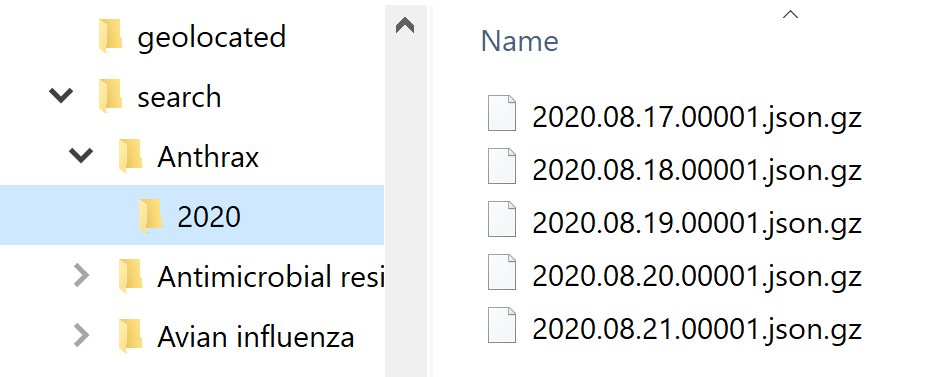 geolocated
search
Anthrax
2020
Antimicrobial resi
Avian influenza
Name
2020.08.17.00001.json.gz
2020.08.18.00001.json.gz
2020.08.19.00001.json.gz
2020.08.20.00001.json.gz
2020.08.21.00001.json.gz